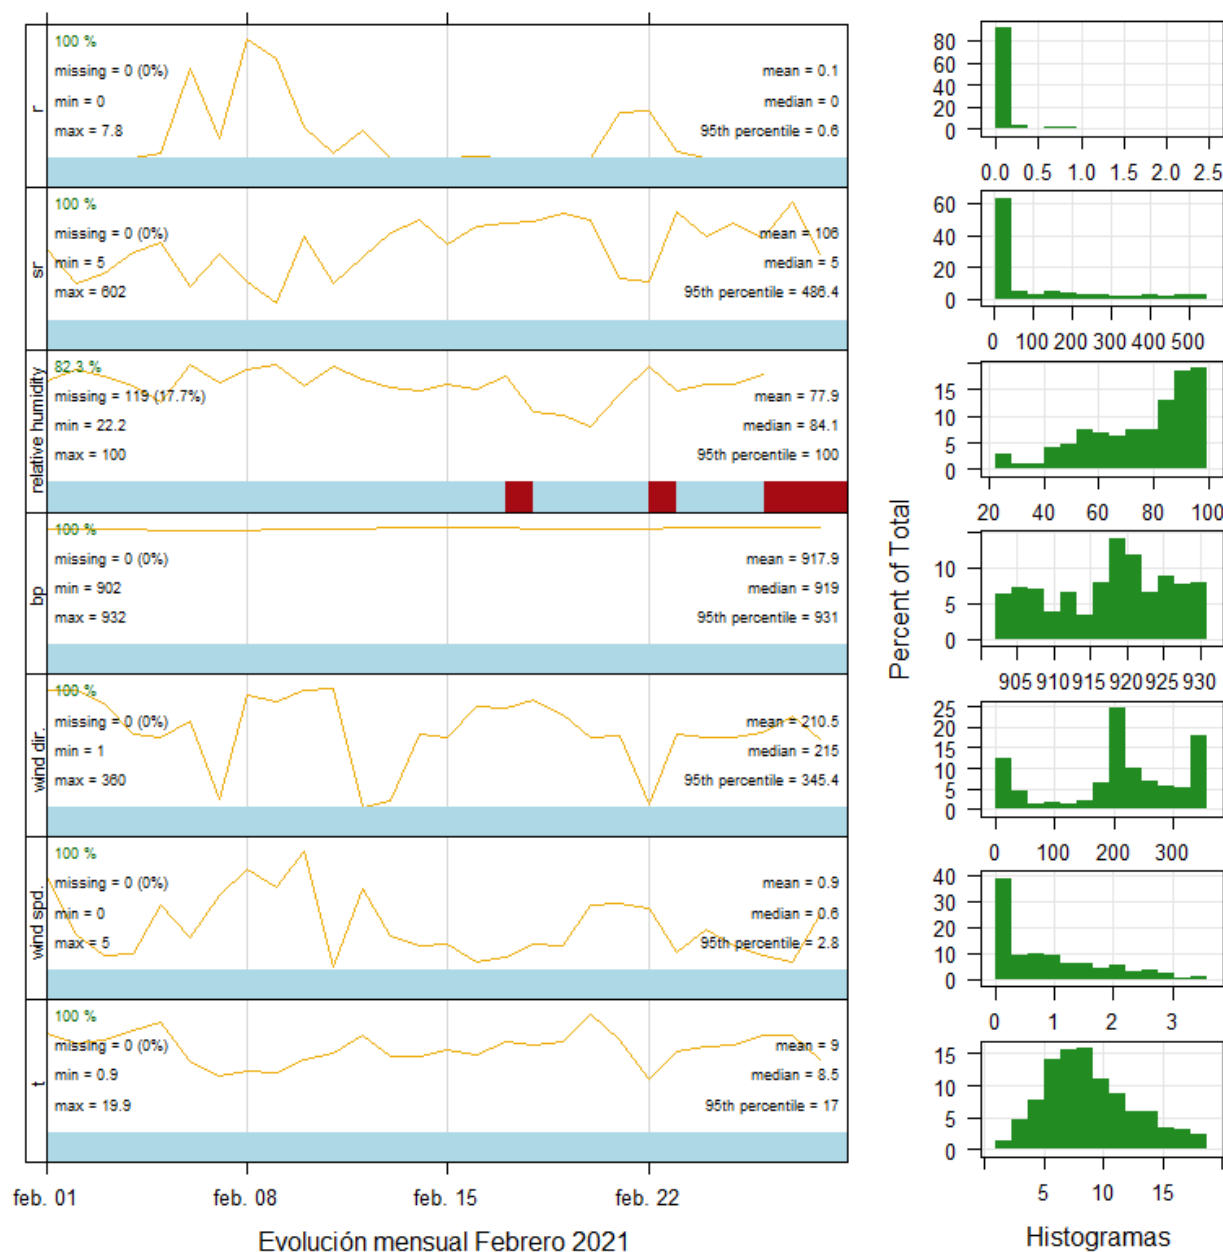 r
100 %
missing = 0 (0%)
min = 0
max = 7.8
mean = 0.1
median = 0
95th percentile = 0.6
sr
100 %
missing = 0 (0%)
min = 5
max = 602
mean = 106
median = 5
95th percentile = 486.4
relative humidity
82.3 %
missing = 119 (17.7%)
min = 22.2
max = 100
mean = 77.9
median = 84.1
95th percentile = 100
bp
100 %
missing = 0 (0%)
min = 902
max = 932
mean = 917.9
median = 919
95th percentile = 931
wind dir.
100 %
missing = 0 (0%)
min = 1
max = 360
mean = 210.5
median = 215
95th percentile = 345.4
wind spd.
100 %
missing = 0 (0%)
min = 0
max = 5
mean = 0.9
median = 0.6
95th percentile = 2.8
t
100 %
missing = 0 (0%)
min = 0.9
max = 19.9
mean = 9
median = 8.5
95th percentile = 17
feb. 01 feb. 08 feb. 15 feb. 22
Evolución mensual Febrero 2021
Percent of Total
80
60
40
20
0
0.0 0.5 1.0 1.5 2.0 2.5
60
40
20
0
0 100 200 300 400 500
15
10
5
0
20 40 60 80 100
10
5
0
905 910 915 920 925 930
25
20
15
10
5
0
0 100 200 300
40
30
20
10
0
0 1 2 3
15
10
5
0
5 10 15
Histogramas